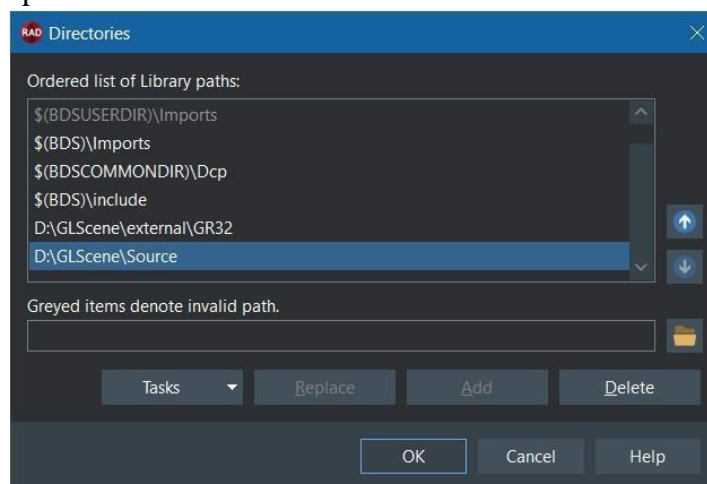 RAD Directories
Ordered list of Library paths:
$(BDSUSERDIR)\Imports
$(BDS)\Imports
$(BDSCOMMONDIR)\Dcp
$(BDS)\include
D:\GLScene\external\GR32
D:\GLScene\Source
Greyed items denote invalid path.
Tasks Replace Add Delete
OK Cancel Help